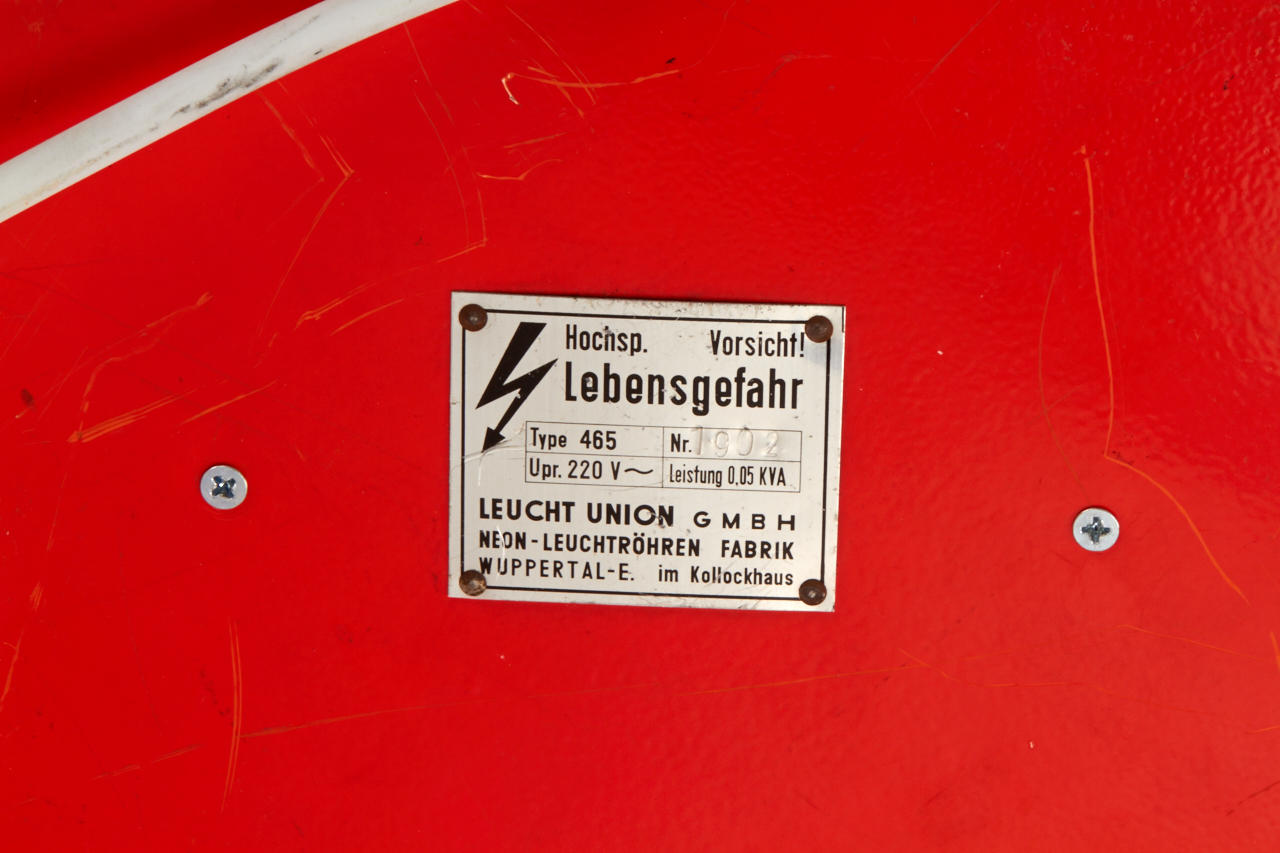 Hochsp. Vorsicht!
Lebensgefahr
Type 465 Nr. 1902
Upr. 220 V ~ Leistung 0,05 KVA
LEUCHT UNION GMBH
NEON-LEUCHTRÖHREN FABRIK
WUPPERTAL-E. im Kollockhaus